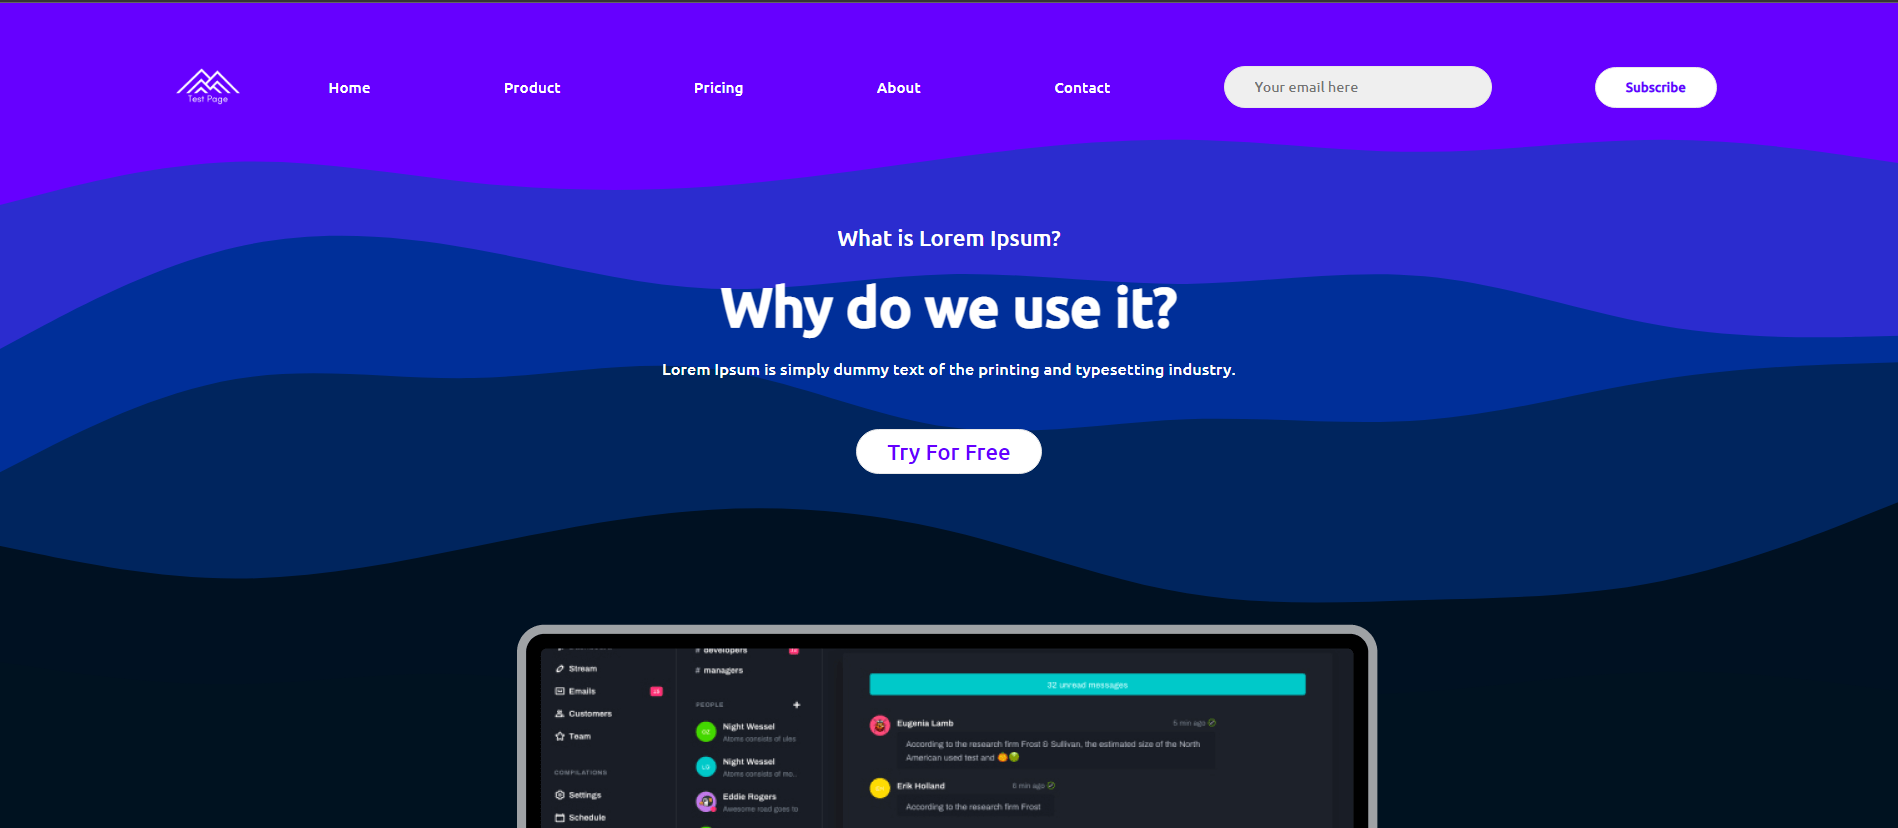 Test Page
Home
Product
Pricing
About
Contact
Your email here
Subscribe
What is Lorem Ipsum?
Why do we use it?
Lorem Ipsum is simply dummy text of the printing and typesetting industry.
Try For Free
Stream
Emails
Customers
Team
COMPILATIONS
Settings
Schedule
# developers
# managers
PEOPLE +
Night Wessel
Atoms consists of ules
LG
Night Wessel
Atoms consists of mo..
Eddie Rogers
Awesome road goes to
32 unread messages
Eugenia Lamb
5 min ago
According to the research firm Frost & Sullivan, the estimated size of the North
American used test and 
Erik Holland
According to the research firm Frost